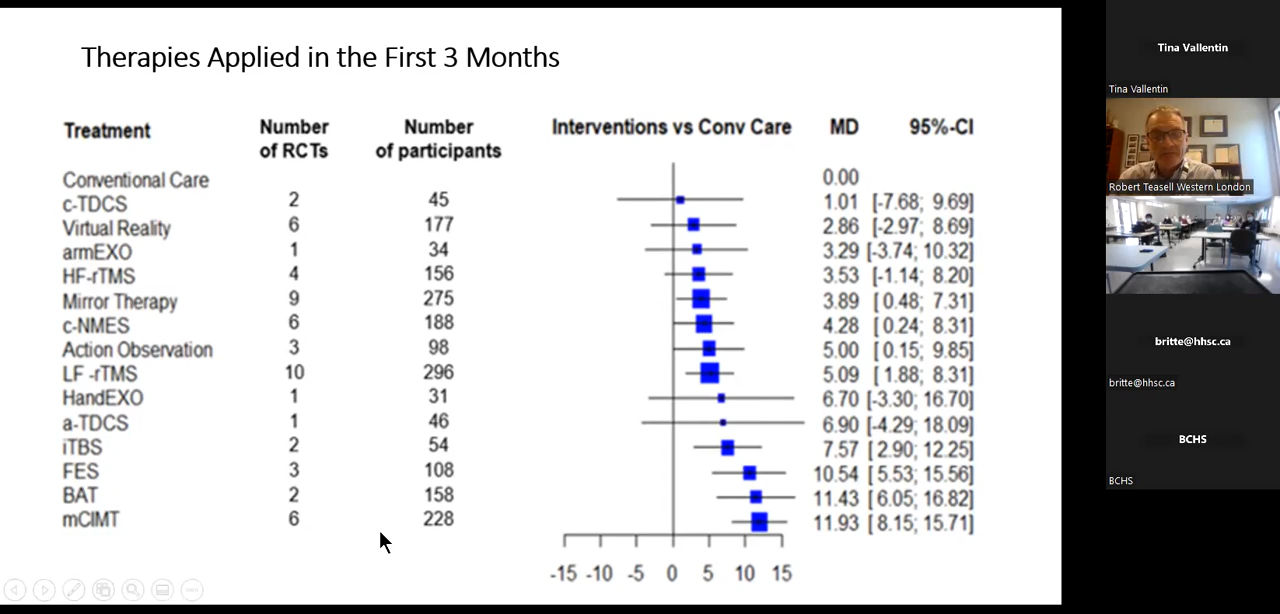 Therapies Applied in the First 3 Months
Treatment Number of RCTs Number of participants Interventions vs Conv Care MD 95%-CI
Conventional Care 0.00
c-TDCS 2 45 1.01 [-7.68; 9.69]
Virtual Reality 6 177 2.86 [-2.97; 8.69]
armEXO 1 34 3.29 [-3.74; 10.32]
HF-rTMS 4 156 3.53 [-1.14; 8.20]
Mirror Therapy 9 275 3.89 [ 0.48; 7.31]
c-NMES 6 188 4.28 [ 0.24; 8.31]
Action Observation 3 98 5.00 [ 0.15; 9.85]
LF -rTMS 10 296 5.09 [ 1.88; 8.31]
HandEXO 1 31 6.70 [-3.30; 16.70]
a-TDCS 1 46 6.90 [-4.29; 18.09]
iTBS 2 54 7.57 [ 2.90; 12.25]
FES 3 108 10.54 [ 5.53; 15.56]
BAT 2 158 11.43 [ 6.05; 16.82]
mCIMT 6 228 11.93 [ 8.15; 15.71]
-15 -10 -5 0 5 10 15
Tina Vallentin
Tina Vallentin
Robert Teasell Western London
britte@hhsc.ca
britte@hhsc.ca
BCHS
BCHS